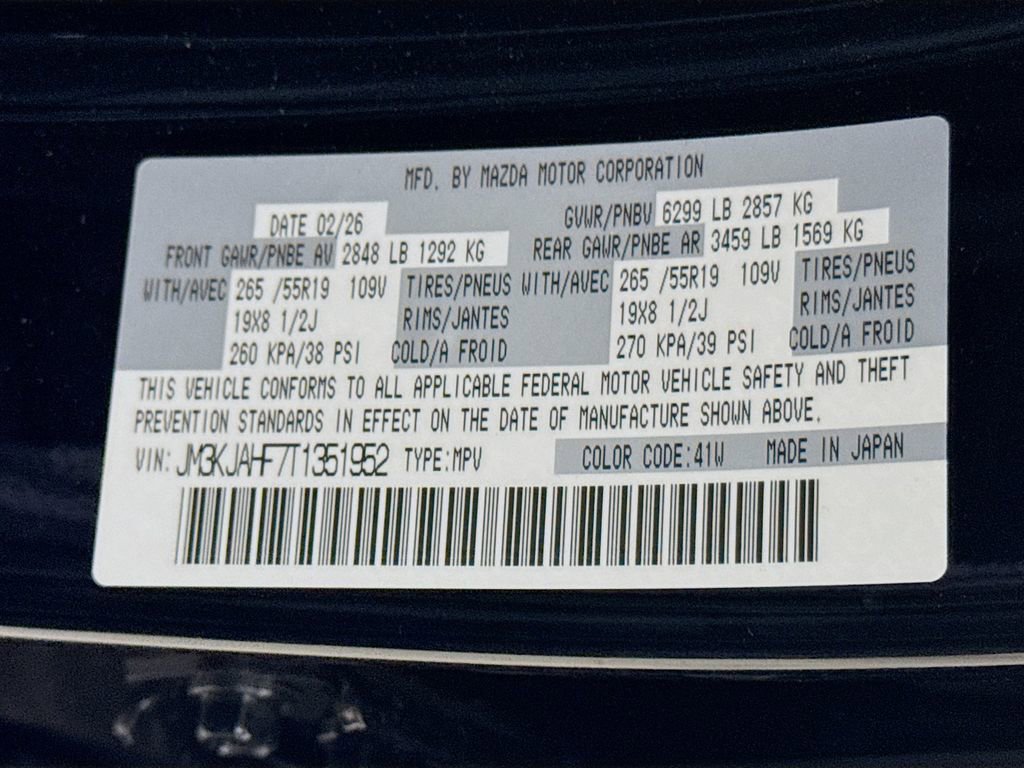 MFD. BY MAZDA MOTOR CORPORATION
DATE 02/26 GVWR/PNBV 6299 LB 2857 KG
FRONT GAWR/PNBE AV 2848 LB 1292 KG REAR GAWR/PNBE AR 3459 LB 1569 KG
WITH/AVEC 265 /55R19 109V TIRES/PNEUS WITH/AVEC 265 /55R19 109V TIRES/PNEUS
19X8 1/2J RIMS/JANTES 19X8 1/2J RIMS/JANTES
260 KPA/38 PSI COLD/A FROID 270 KPA/39 PSI COLD/A FROID
THIS VEHICLE CONFORMS TO ALL APPLICABLE FEDERAL MOTOR VEHICLE SAFETY AND THEFT
PREVENTION STANDARDS IN EFFECT ON THE DATE OF MANUFACTURE SHOWN ABOVE.
VIN: JM3KJAHF7T1351952 TYPE:MPV COLOR CODE:41W MADE IN JAPAN